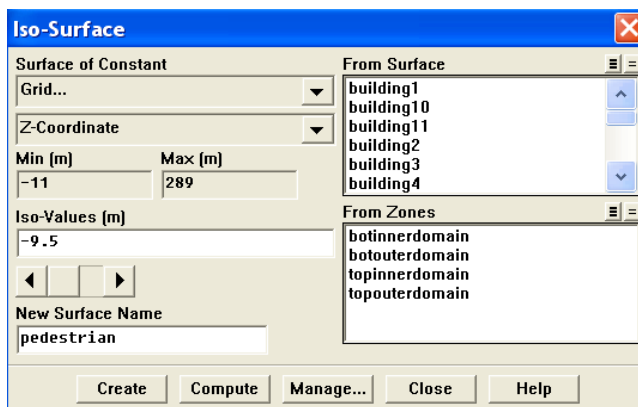 Iso-Surface
Surface of Constant
Grid...
Z-Coordinate
Min (m)
Max (m)
-11
289
Iso-Values (m)
-9.5
New Surface Name
pedestrian
From Surface
building1
building10
building11
building2
building3
building4
From Zones
botinnerdomain
botouterdomain
topinnerdomain
topouterdomain
Create
Compute
Manage...
Close
Help